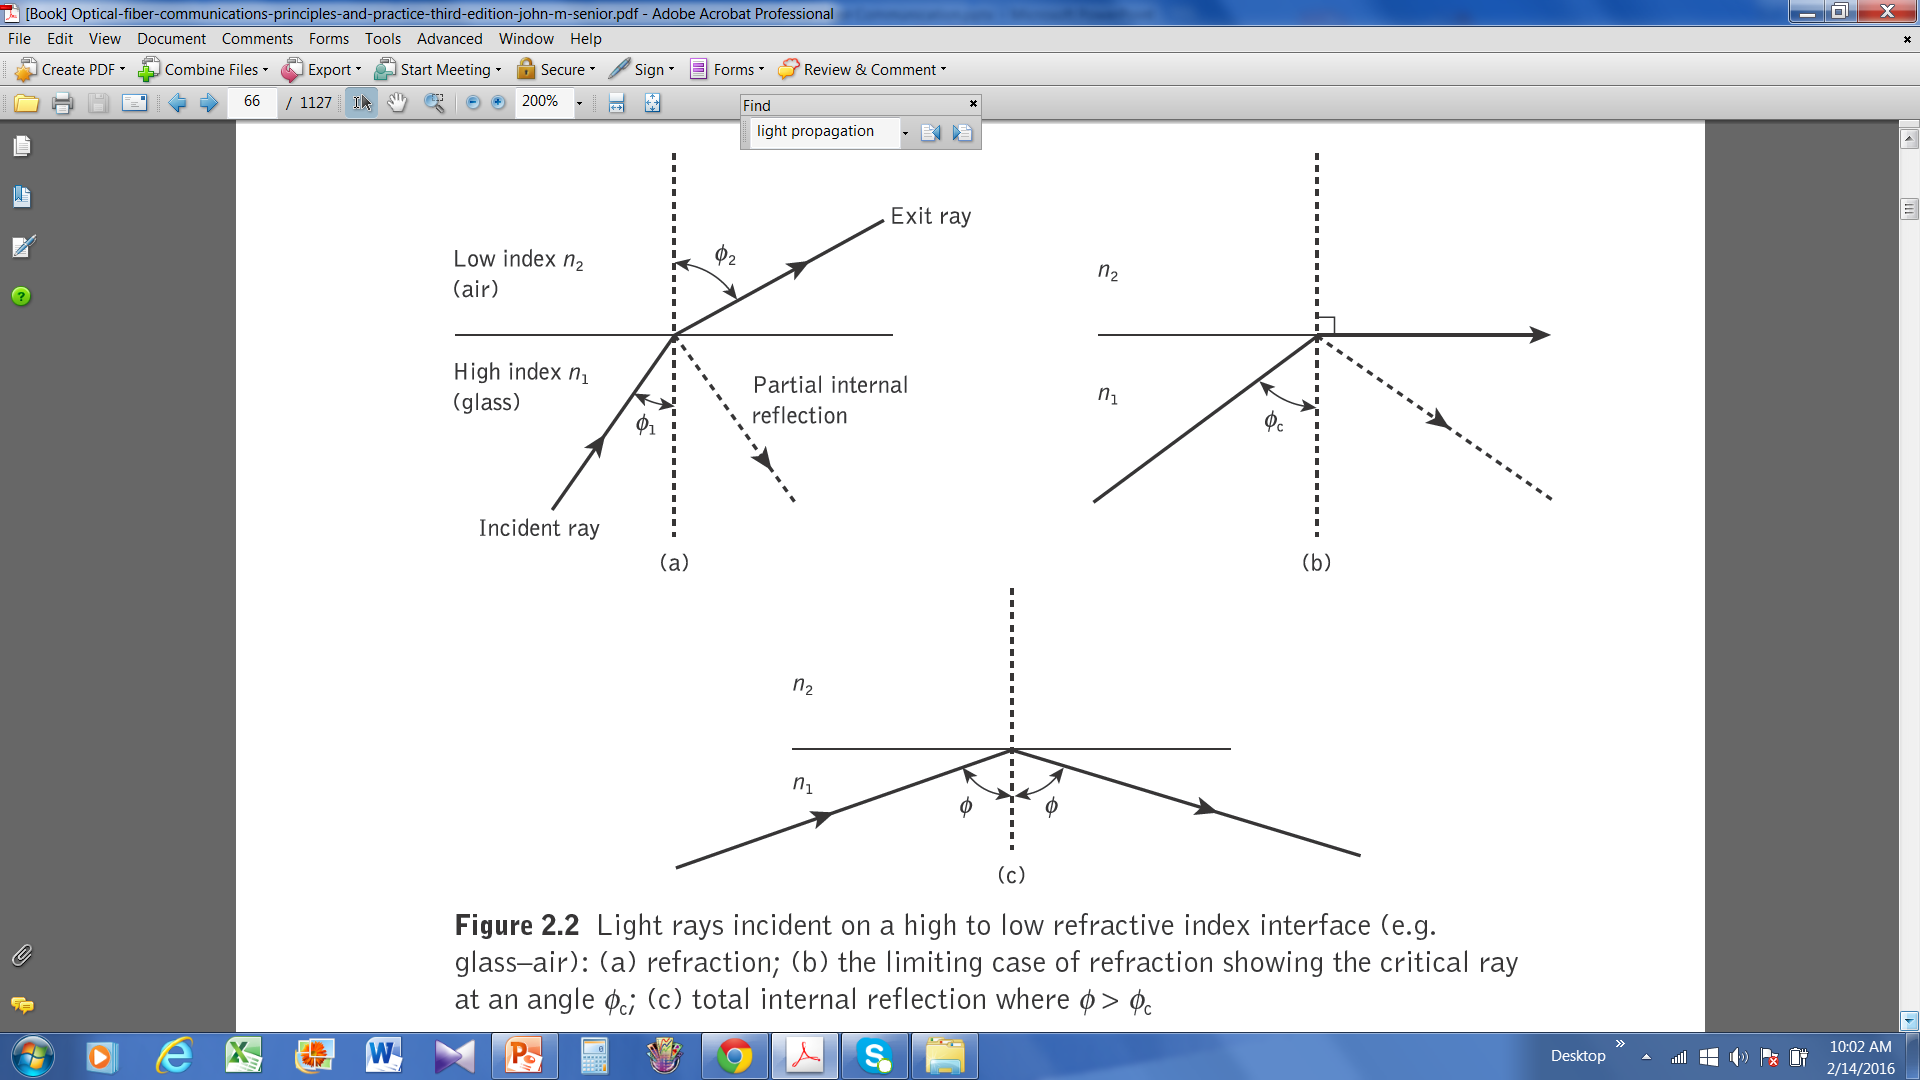 [Book] Optical-fiber-communications-principles-and-practice-third-edition-john-m-senior.pdf - Adobe Acrobat Professional
File Edit View Document Comments Forms Tools Advanced Window Help
Create PDF Combine Files Export Start Meeting Secure Sign Forms Review & Comment
66 / 1127 200%
Find
light propagation
Exit ray
ϕ2
Low index n2
(air)
High index n1
(glass)
Partial internal
reflection
ϕ1
Incident ray
(a)
n2
n1
ϕc
(b)
n2
n1
ϕ ϕ
(c)
Figure 2.2 Light rays incident on a high to low refractive index interface (e.g.
glass–air): (a) refraction; (b) the limiting case of refraction showing the critical ray
at an angle ϕc; (c) total internal reflection where ϕ > ϕc
Desktop
10:02 AM
2/14/2016